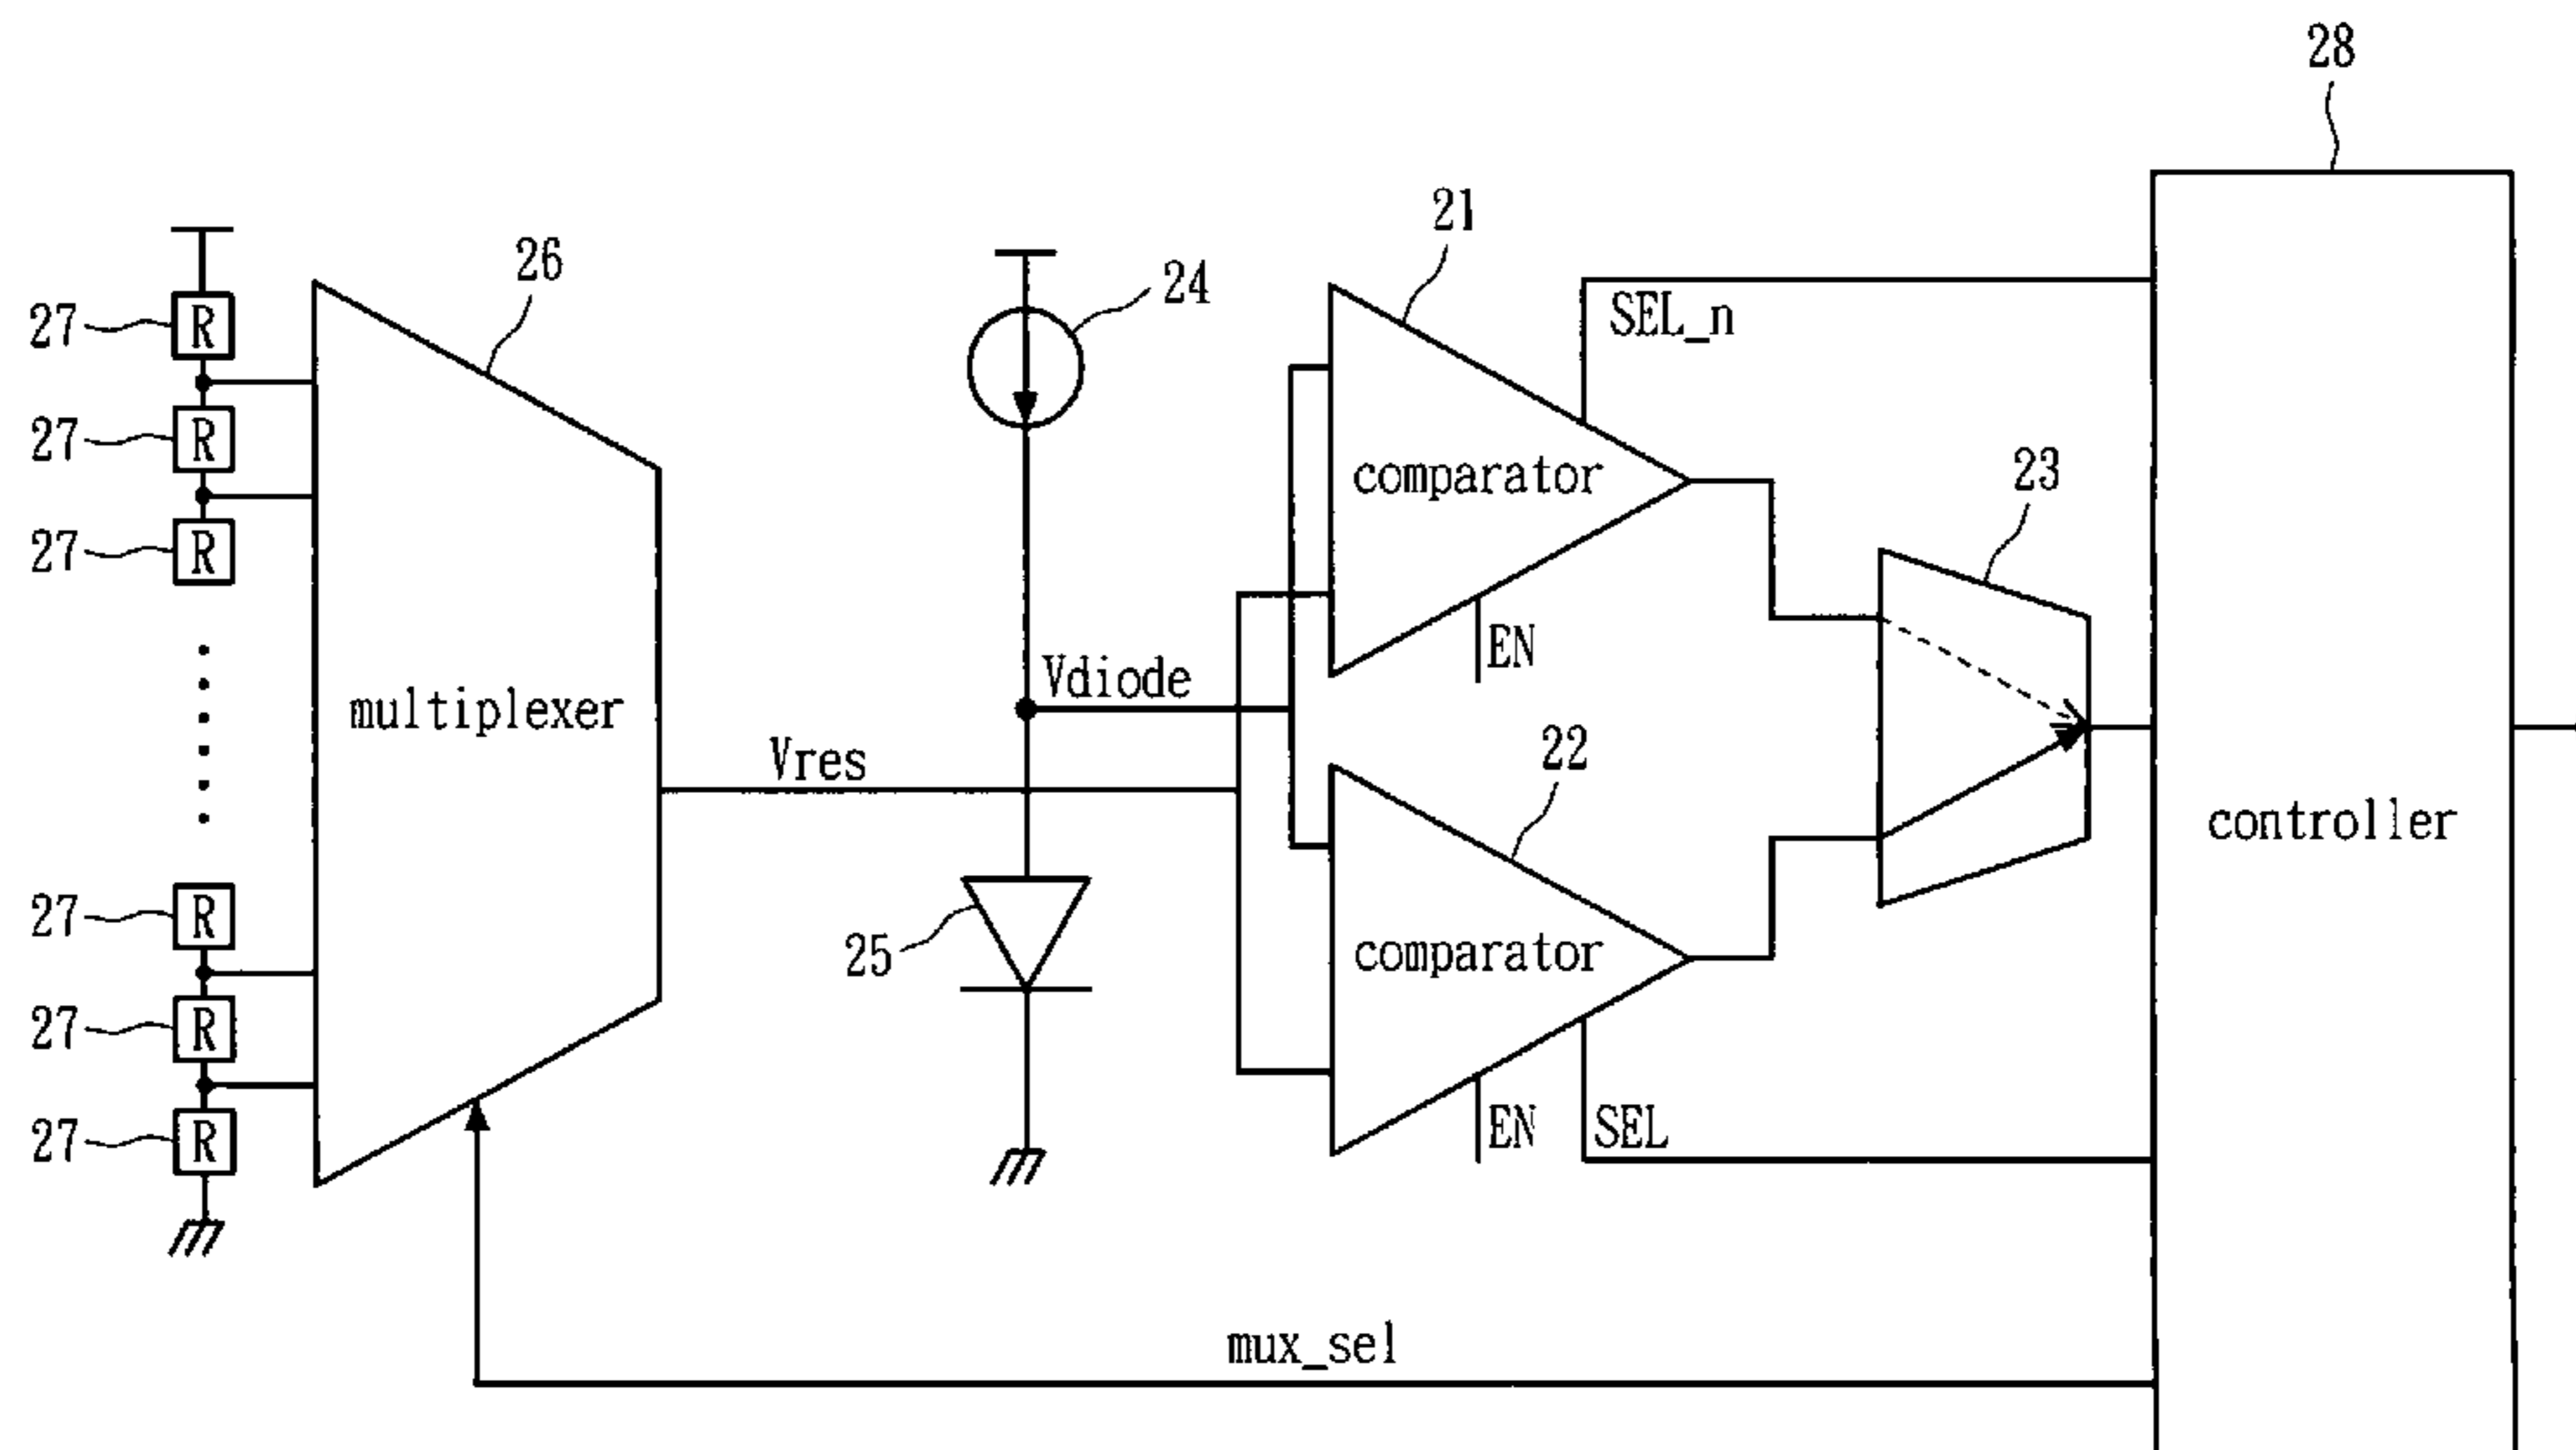 28
21
26
24
27 R
SEL_n
27 R
comparator
23
27 R
EN
Vdiode
multiplexer
22
Vres
controller
27 R
25
comparator
27 R
27 R
EN
SEL
mux_sel